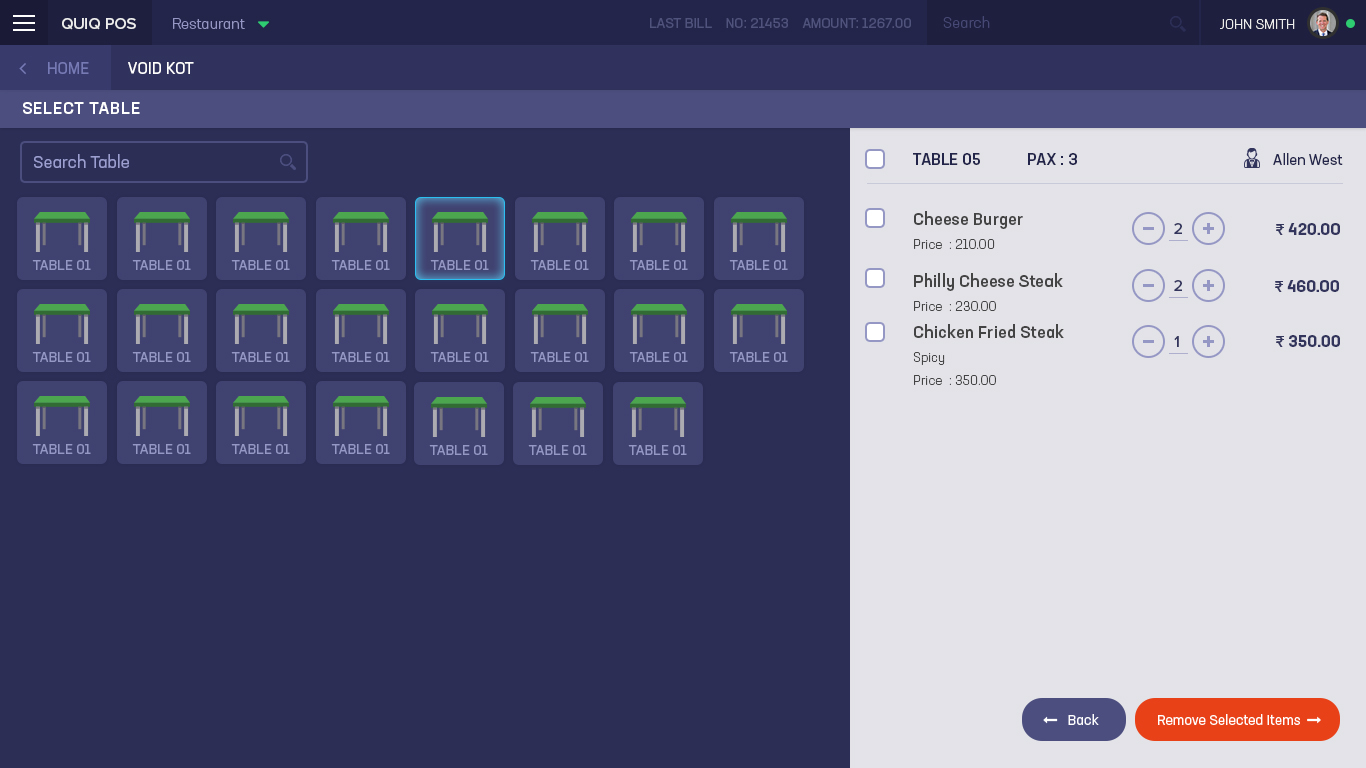 QUIQ POS
Restaurant
LAST BILL NO: 21453 AMOUNT: 1267.00
Search
JOHN SMITH
HOME
VOID KOT
SELECT TABLE
Search Table
TABLE 01 TABLE 01 TABLE 01 TABLE 01 TABLE 01 TABLE 01 TABLE 01 TABLE 01
TABLE 01 TABLE 01 TABLE 01 TABLE 01 TABLE 01 TABLE 01 TABLE 01 TABLE 01
TABLE 01 TABLE 01 TABLE 01 TABLE 01 TABLE 01 TABLE 01 TABLE 01
TABLE 05 PAX : 3 Allen West
Cheese Burger 2 ₹ 420.00
Price : 210.00
Philly Cheese Steak 2 ₹ 460.00
Price : 230.00
Chicken Fried Steak 1 ₹ 350.00
Spicy
Price : 350.00
Back
Remove Selected Items